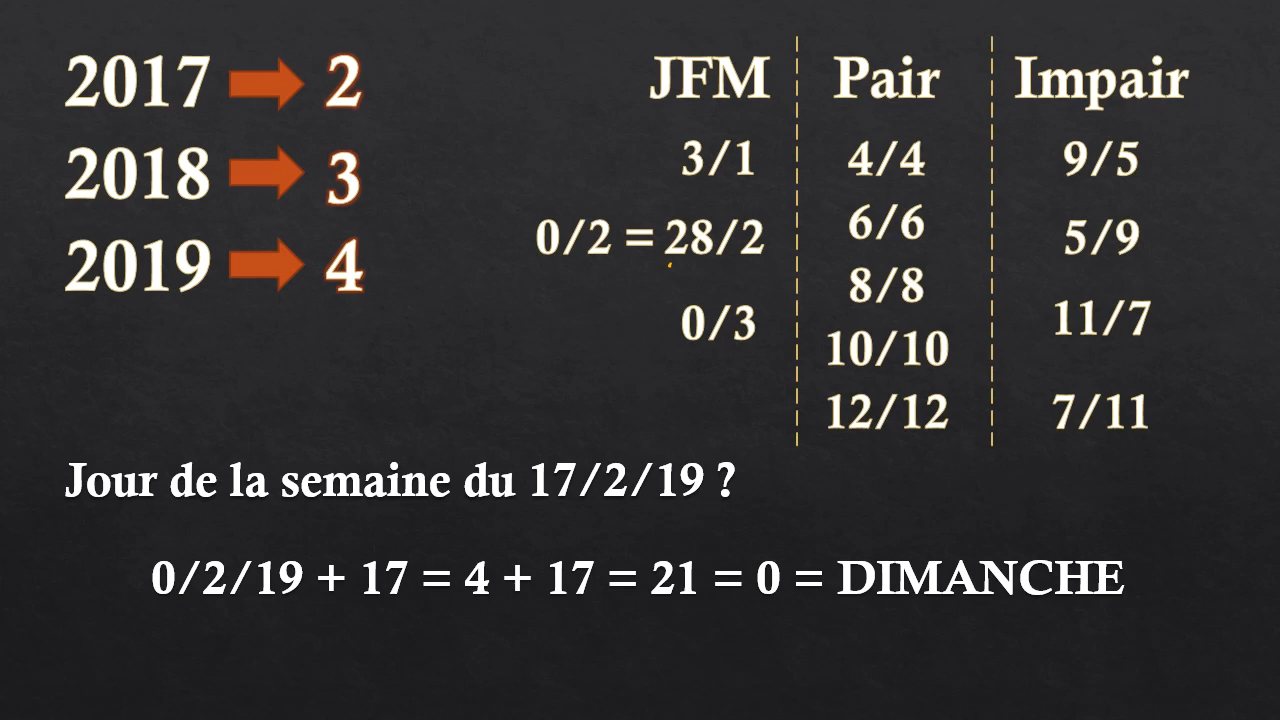 2017 2
2018 3
2019 4
JFM
3/1
0/2 = 28/2
0/3
Pair
4/4
6/6
8/8
10/10
12/12
Impair
9/5
5/9
11/7
7/11
Jour de la semaine du 17/2/19 ?
0/2/19 + 17 = 4 + 17 = 21 = 0 = DIMANCHE